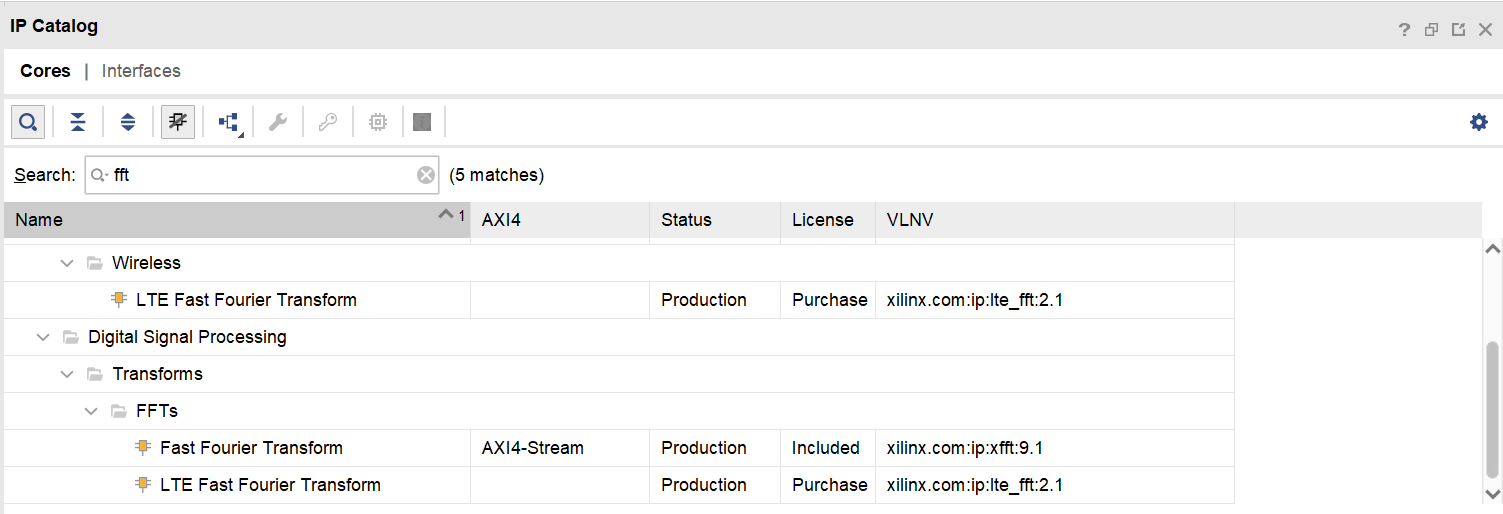 IP Catalog
Cores | Interfaces
Search: fft (5 matches)
Name 1 AXI4 Status License VLNV
Wireless
LTE Fast Fourier Transform Production Purchase xilinx.com:ip:lte_fft:2.1
Digital Signal Processing
Transforms
FFTs
Fast Fourier Transform AXI4-Stream Production Included xilinx.com:ip:xfft:9.1
LTE Fast Fourier Transform Production Purchase xilinx.com:ip:lte_fft:2.1